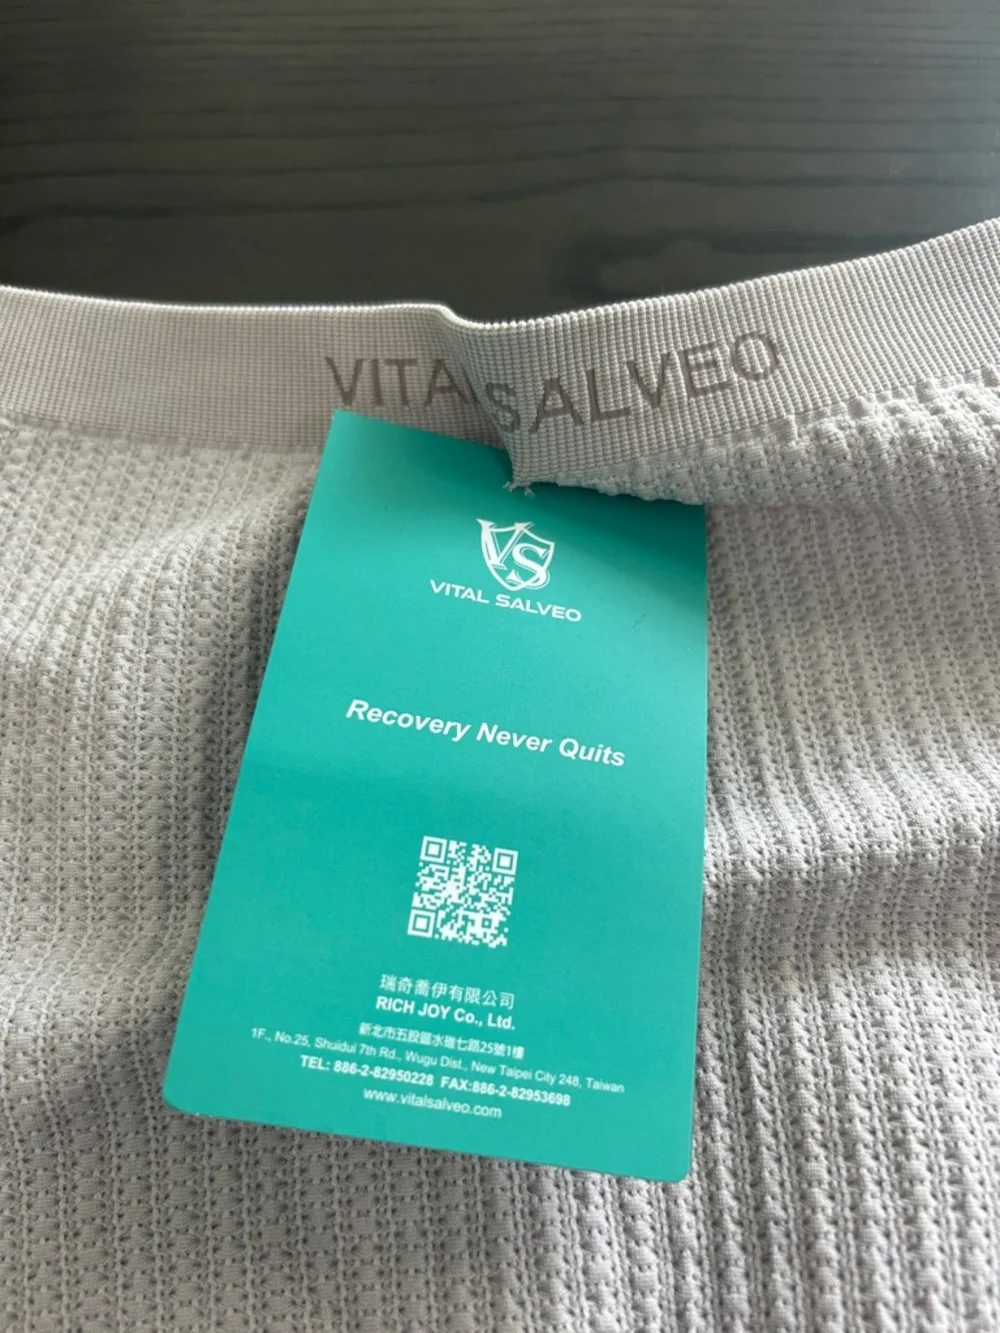 VITAL SALVEO
VS
VITAL SALVEO
Recovery Never Quits
瑞奇喬伊有限公司
RICH JOY Co., Ltd.
新北市五股區水碓七路25號1樓
1F., No.25, Shuidui 7th Rd., Wugu Dist., New Taipei City 248, Taiwan
TEL: 886-2-82950228 FAX:886-2-82953698
www.vitalsalveo.com